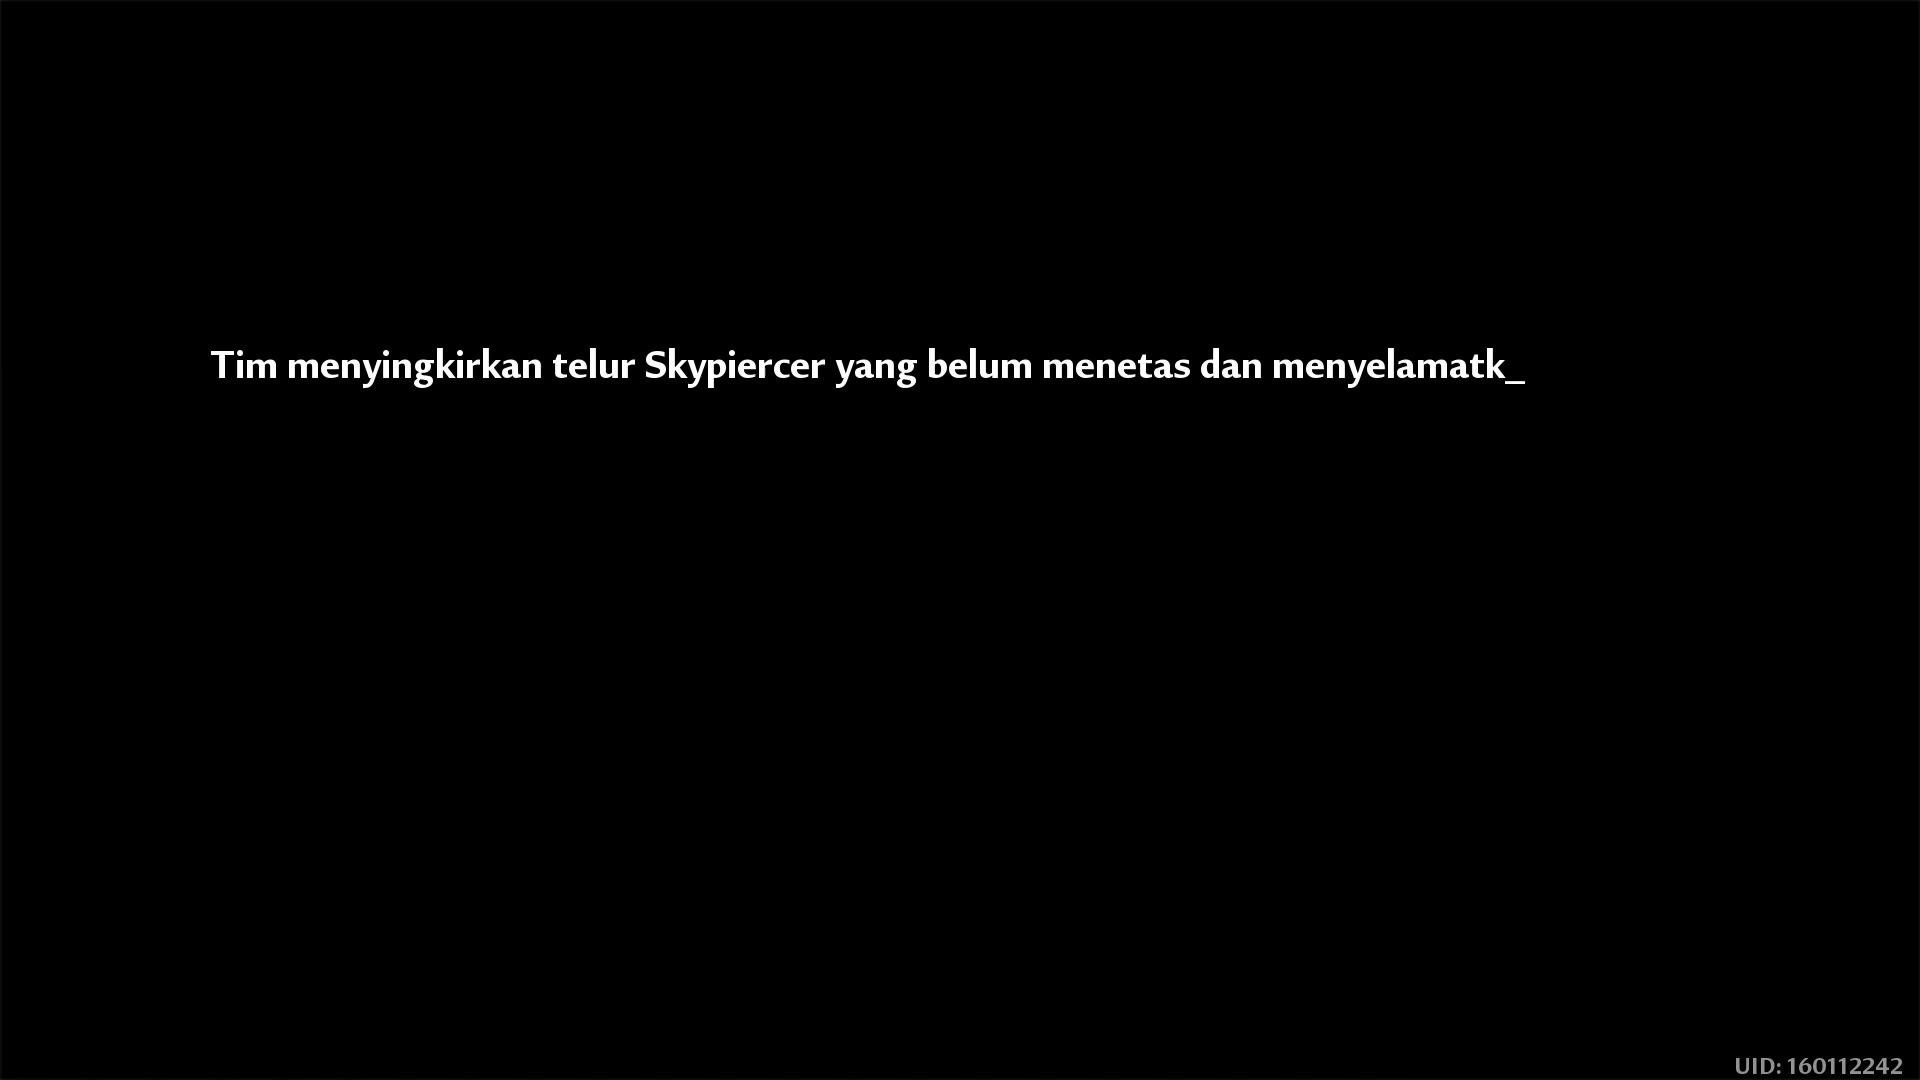 Tim menyingkirkan telur Skypiercer yang belum menetas dan menyelamatk_
UID: 160112242